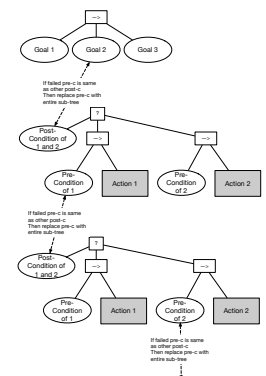 -->
Goal 1 Goal 2 Goal 3
If failed pre-c is same
as other post-c
Then replace pre-c with
entire sub-tree
?
Post-
Condition of
1 and 2
--> -->
Pre-
Condition
of 1
Action 1
Pre-
Condition
of 2
Action 2
If failed pre-c is same
as other post-c
Then replace pre-c with
entire sub-tree
?
Post-
Condition of
1 and 2
--> -->
Pre-
Condition
of 1
Action 1
Pre-
Condition
of 2
Action 2
If failed pre-c is same
as other post-c
Then replace pre-c with
entire sub-tree